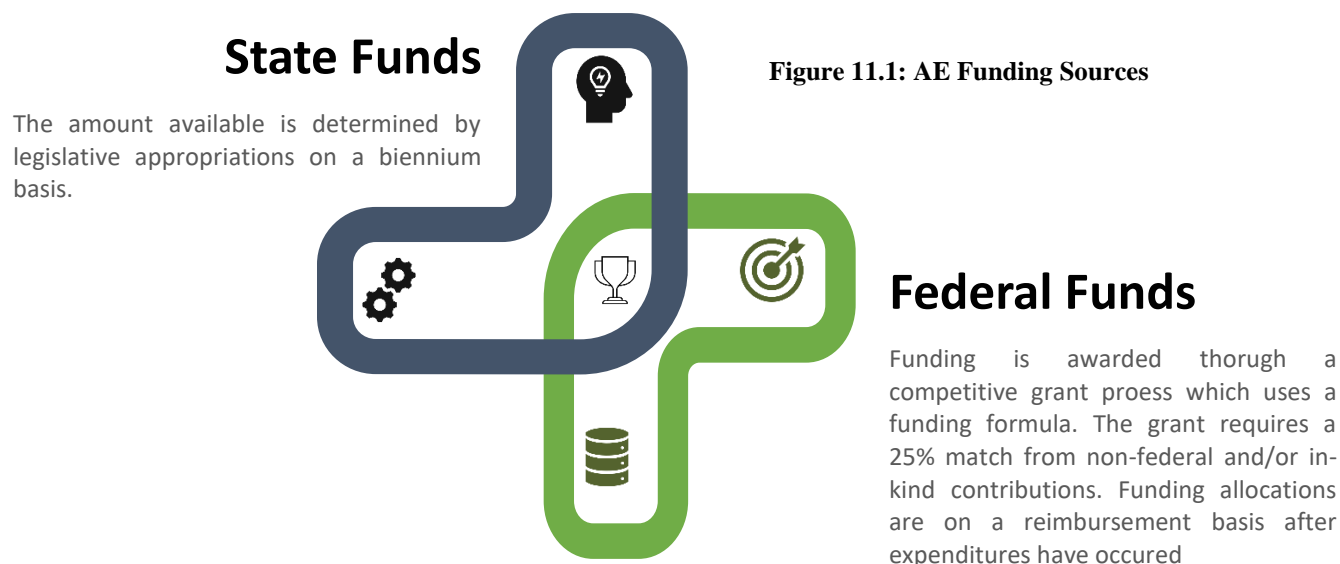 State Funds
The amount available is determined by
legislative appropriations on a biennium
basis.
Figure 11.1: AE Funding Sources
Federal Funds
Funding is awarded thorugh a
competitive grant proess which uses a
funding formula. The grant requires a
25% match from non-federal and/or in-
kind contributions. Funding allocations
are on a reimbursement basis after
expenditures have occured